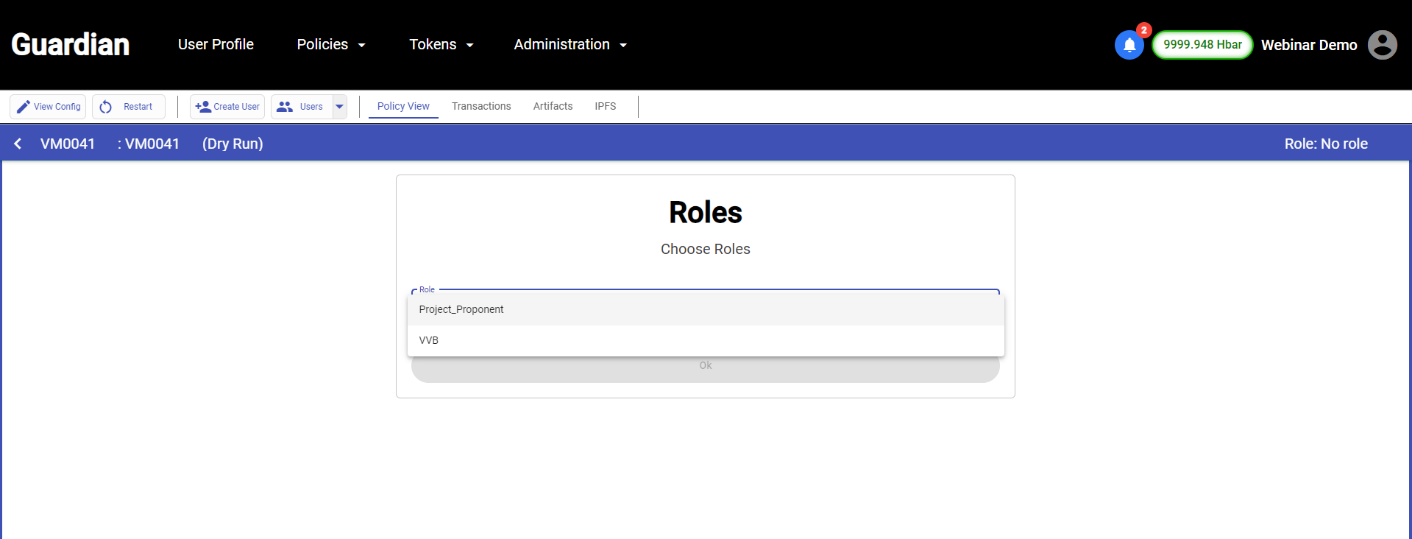 Guardian User Profile Policies Tokens Administration 2 9999.948 Hbar Webinar Demo
View Config Restart Create User Users Policy View Transactions Artifacts IPFS
VM0041 : VM0041 (Dry Run) Role: No role
Roles
Choose Roles
Role
Project_Proponent
VVB
Ok